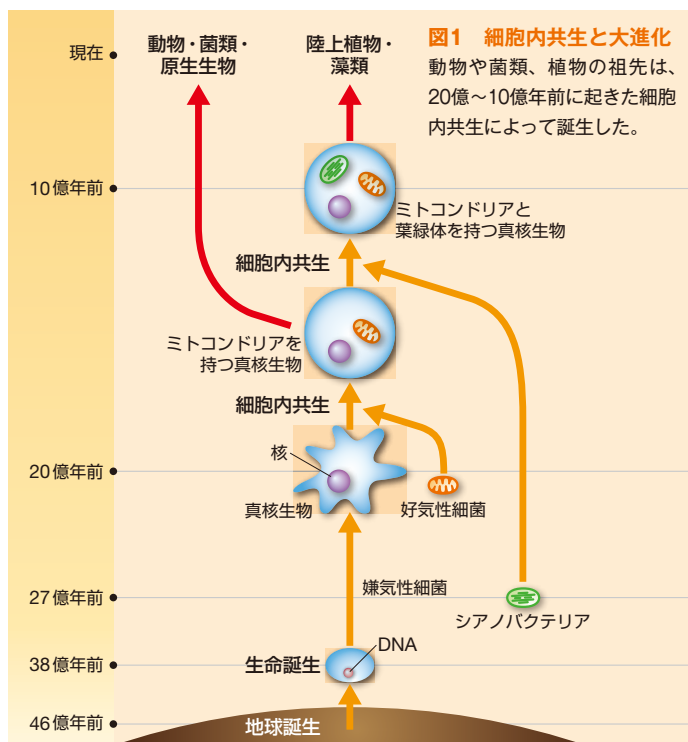 図1 細胞内共生と大進化
動物や菌類、植物の祖先は、
20億〜10億年前に起きた細胞
内共生によって誕生した。
現在
動物・菌類・
原生生物
陸上植物・
藻類
10億年前
ミトコンドリアと
葉緑体を持つ真核生物
細胞内共生
ミトコンドリアを
持つ真核生物
細胞内共生
核
20億年前
真核生物
好気性細菌
嫌気性細菌
27億年前
シアノバクテリア
DNA
38億年前
生命誕生
46億年前
地球誕生